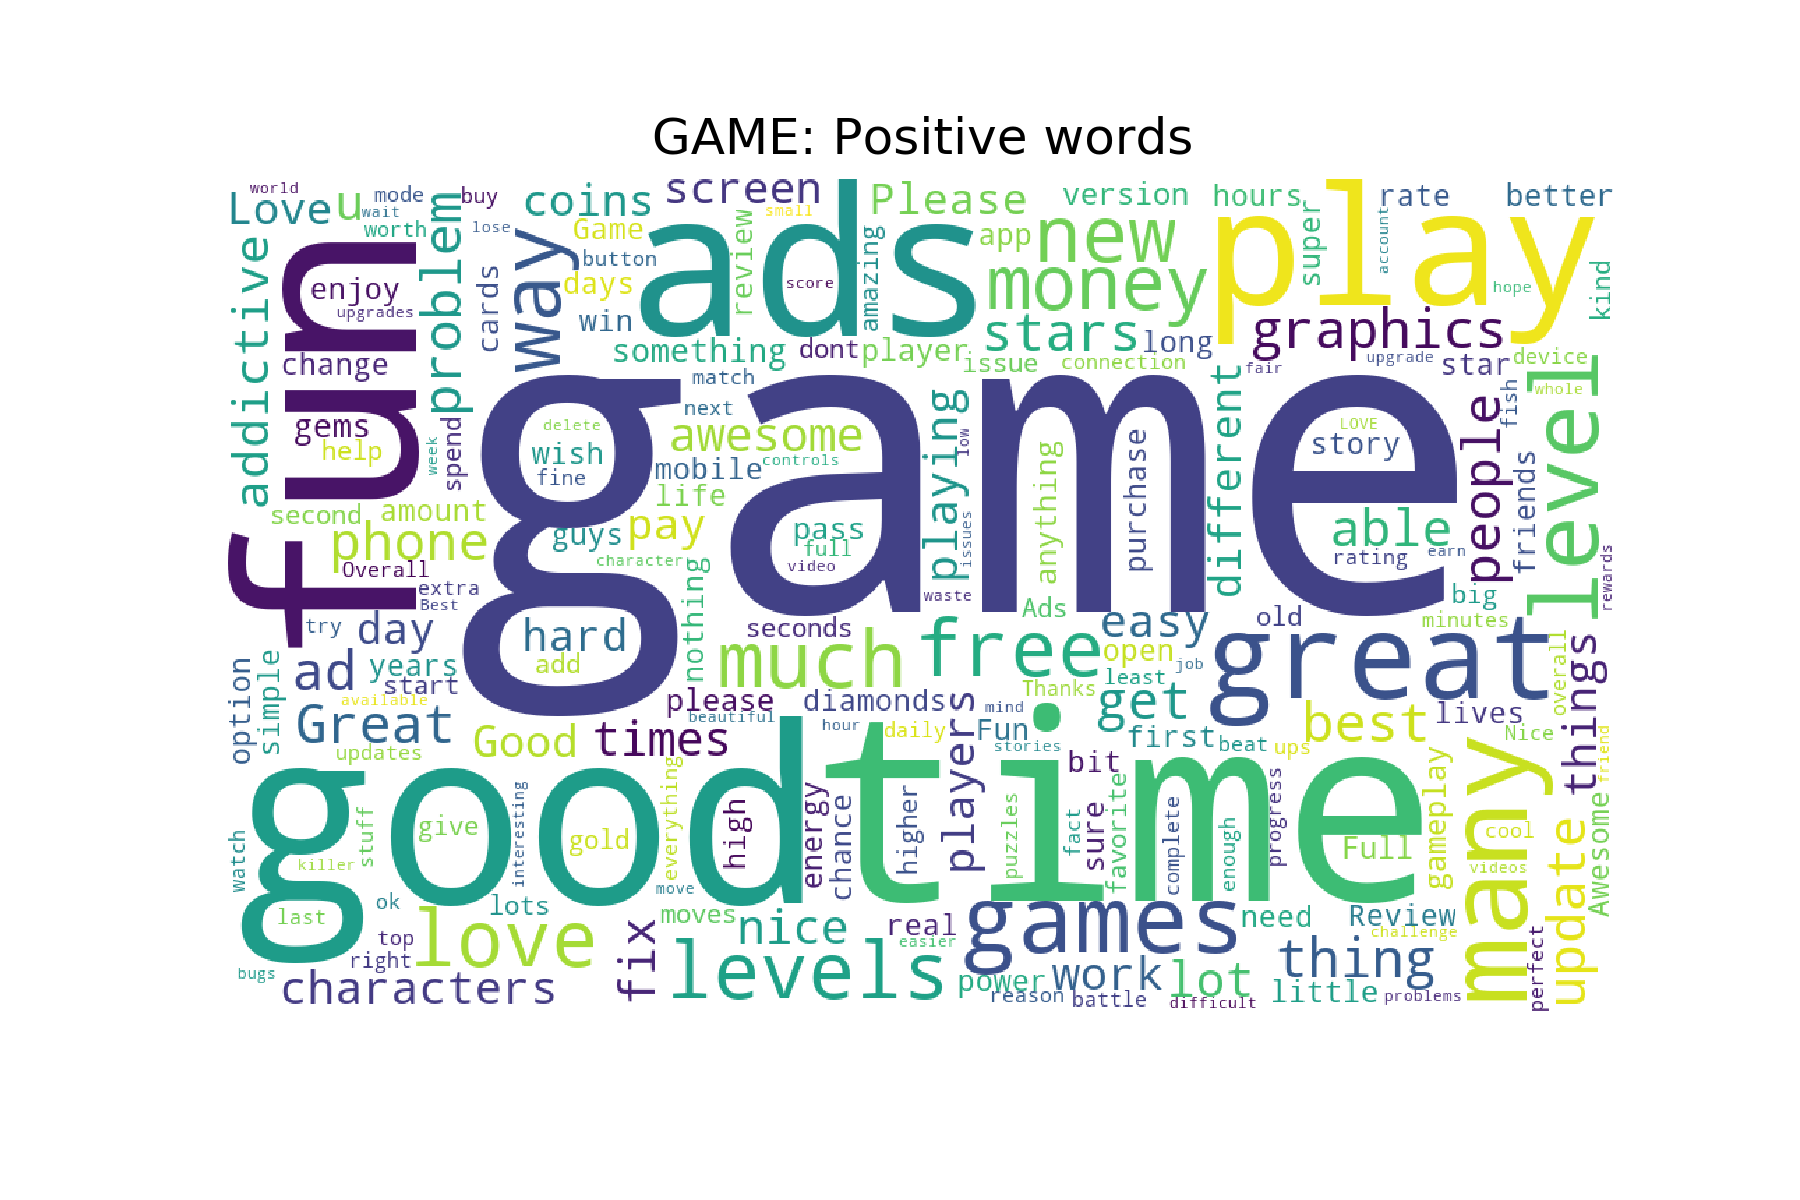 GAME: Positive words
world
mode
buy
Love
u
wait
worth
problem
lose
coins
screen
Game
button
days
way
cards
win
ads
review
small
score
amazing
Please
app
new
money
stars
version
hours
super
rate
account
better
play
hope
kind
addictive
fun
enjoy
upgrades
change
gems
help
week
spend
something
dont
player
issue
long
connection
graphics
fair
upgrade
star
device
whole
match
next
delete
wish
fine
awesome
mobile
controls
life
game
playing
low
issues
anything
purchase
different
LOVE
story
people
fish
friends
level
rewards
second
amount
phone
Overall
extra
Best
guys
pay
character
nothing
pass
full
video
waste
able
rating
earn
big
minutes
try
day
hard
add
seconds
Ads
easy
old
option
simple
ad
years
start
available
much
free
open
job
great
overall
things
please
diamonds
players
mind
Thanks
least
get
Great
updates
Good
times
beautiful
hour
daily
Fun
stories
first
beat
ups
best
lives
Nice
friend
good
time
bit
many
watch
stuff
give
killer
interesting
gold
everything
high
energy
chance
higher
puzzles
fact
sure
favorite
complete
enough
progress
Full
gameplay
cool
videos
update
Awesome
last
ok
lots
move
moves
nice
real
easier
games
need
Review
challenge
top
right
love
bugs
characters
fix
levels
power
reason
work
battle
lot
difficult
thing
little
problems
perfect